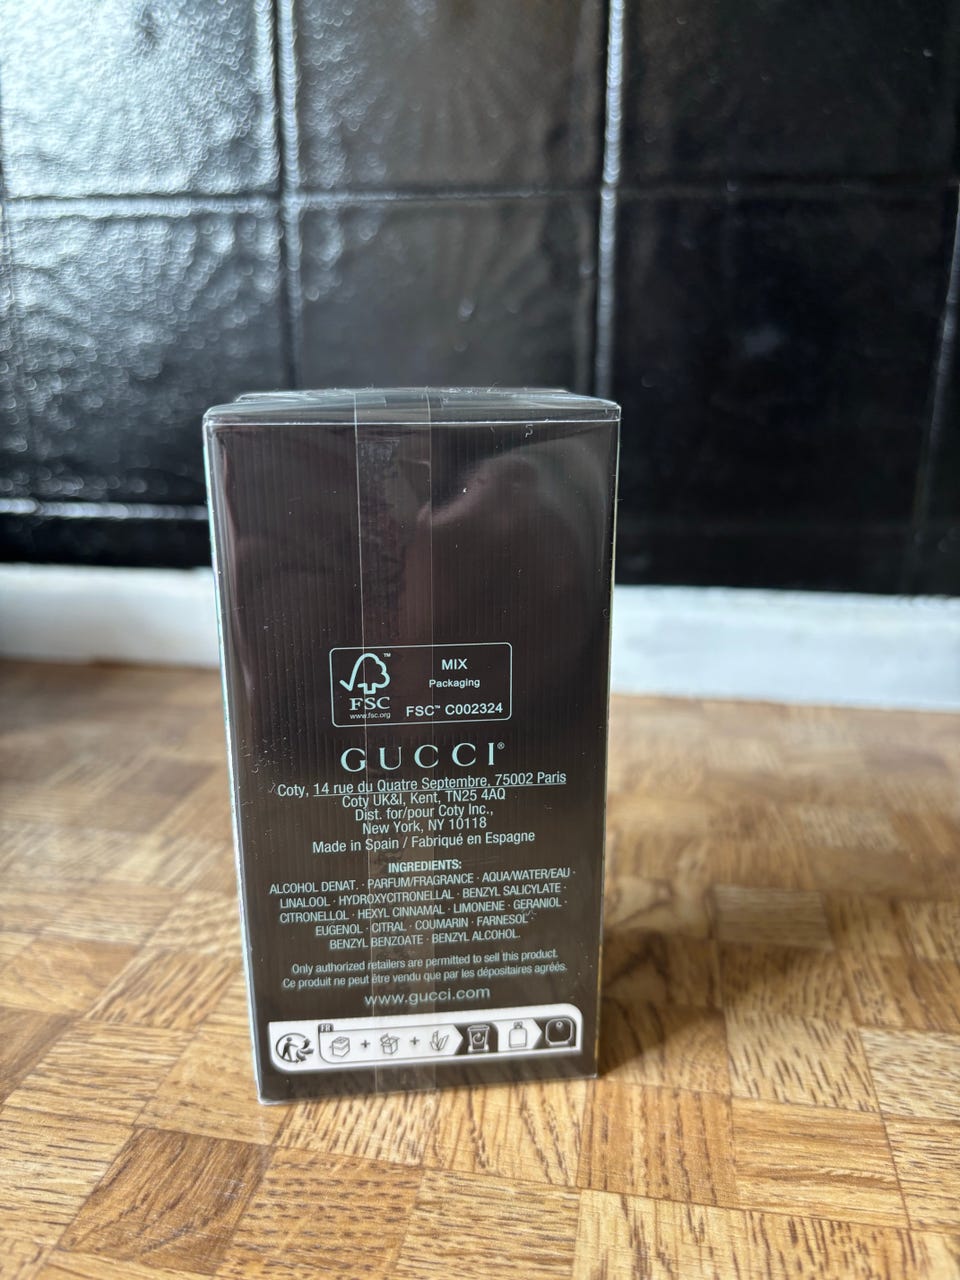 MIX
Packaging
FSC™ C002324
FSC
™
www.fsc.org
GUCCI®
Coty, 14 rue du Quatre Septembre, 75002 Paris
Coty UK&I, Kent, TN25 4AQ
Dist. for/pour Coty Inc.,
New York, NY 10118
Made in Spain / Fabriqué en Espagne
INGREDIENTS:
ALCOHOL DENAT. · PARFUM/FRAGRANCE · AQUA/WATER/EAU ·
LINALOOL · HYDROXYCITRONELLAL · BENZYL SALICYLATE ·
CITRONELLOL · HEXYL CINNAMAL · LIMONENE · GERANIOL ·
EUGENOL · CITRAL · COUMARIN · FARNESOL ·
BENZYL BENZOATE · BENZYL ALCOHOL.
Only authorized retailers are permitted to sell this product.
Ce produit ne peut être vendu que par les dépositaires agréés.
www.gucci.com
FR